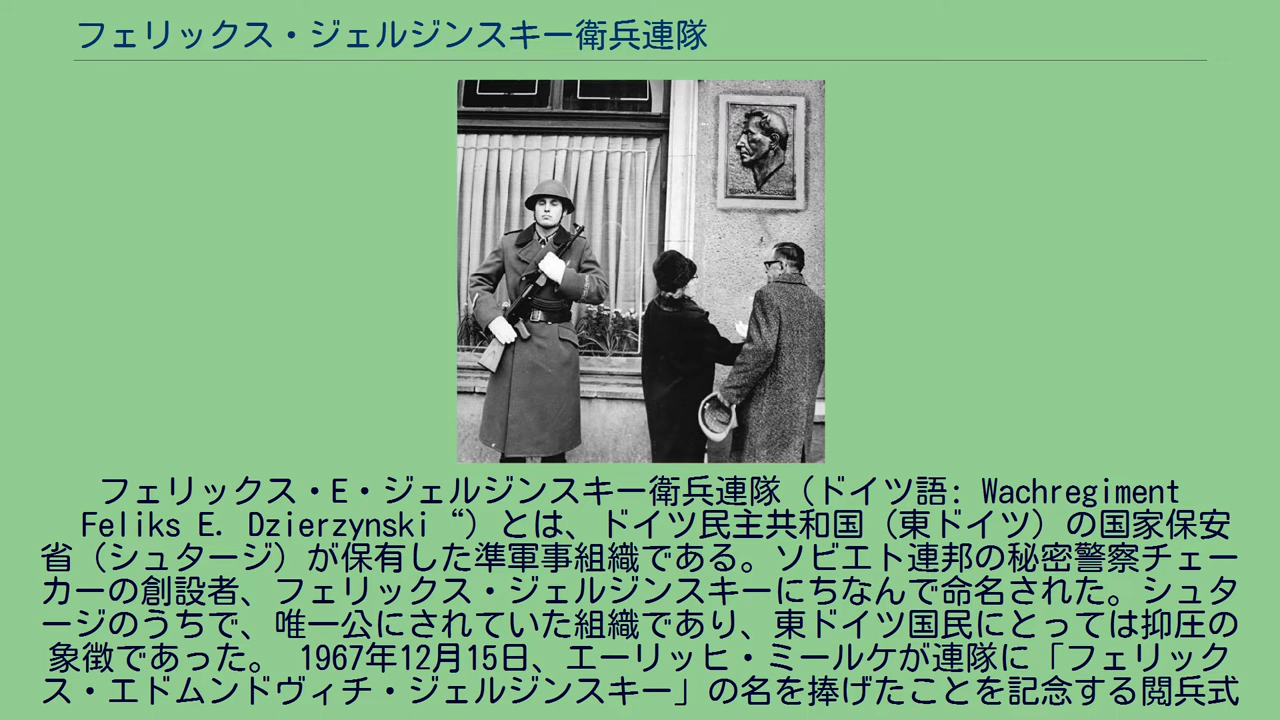 フェリックス・ジェルジンスキー衛兵連隊
フェリックス・E・ジェルジンスキー衛兵連隊（ドイツ語: Wachregiment
Feliks E. Dzierzynski “）とは、ドイツ民主共和国（東ドイツ）の国家保安
省（シュタージ）が保有した準軍事組織である。ソビエト連邦の秘密警察チェー
カーの創設者、フェリックス・ジェルジンスキーにちなんで命名された。シュタ
ージのうちで、唯一公にされていた組織であり、東ドイツ国民にとっては抑圧の
象徴であった。 1967年12月15日、エーリッヒ・ミールケが連隊に「フェリック
ス・エドムンドヴィチ・ジェルジンスキー」の名を捧げたことを記念する閲兵式